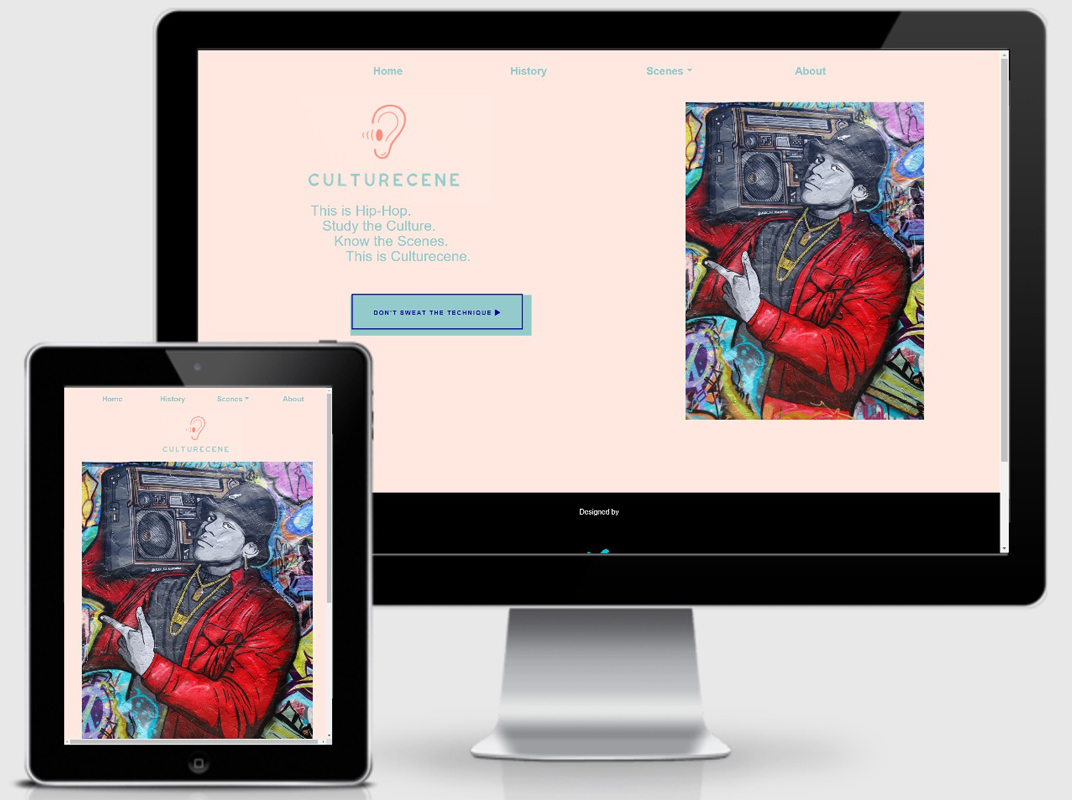 Home History Scenes About
CULTURECENE
This is Hip-Hop.
Study the Culture.
Know the Scenes.
This is Culturecene.
DON'T SWEAT THE TECHNIQUE
Designed by
Home History Scenes About
CULTURECENE